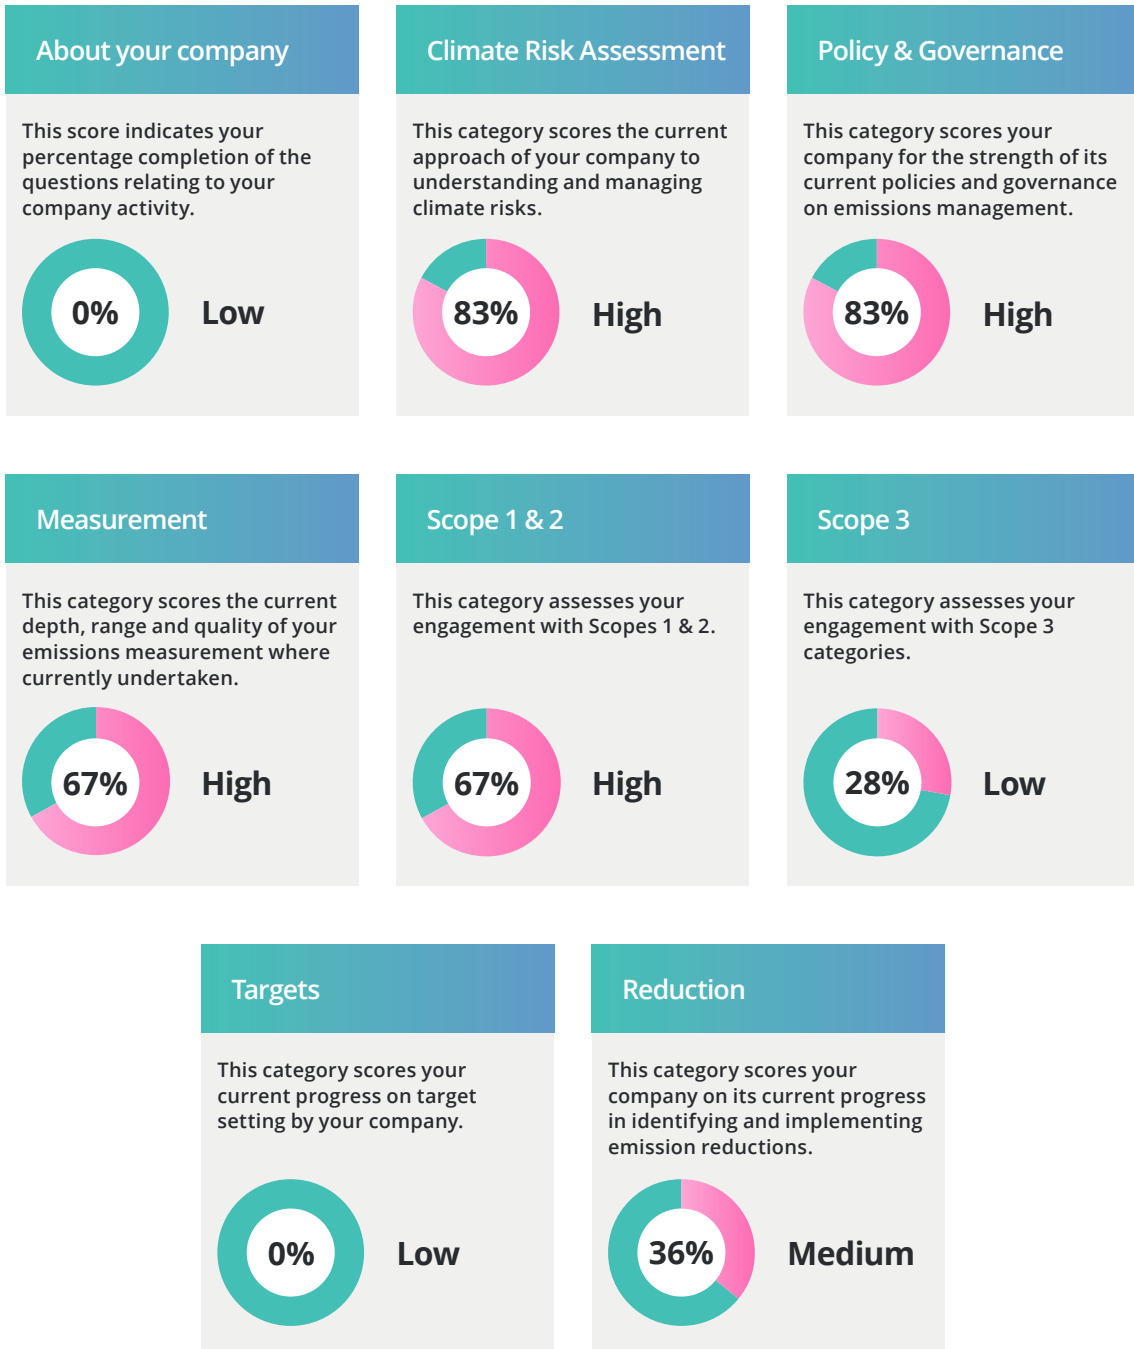 About your company
This score indicates your
percentage completion of the
questions relating to your
company activity.
0%
Low
Climate Risk Assessment
This category scores the current
approach of your company to
understanding and managing
climate risks.
83%
High
Policy & Governance
This category scores your
company for the strength of its
current policies and governance
on emissions management.
83%
High
Measurement
This category scores the current
depth, range and quality of your
emissions measurement where
currently undertaken.
67%
High
Scope 1 & 2
This category assesses your
engagement with Scopes 1 & 2.
67%
High
Scope 3
This category assesses your
engagement with Scope 3
categories.
28%
Low
Targets
This category scores your
current progress on target
setting by your company.
0%
Low
Reduction
This category scores your
company on its current progress
in identifying and implementing
emission reductions.
36%
Medium